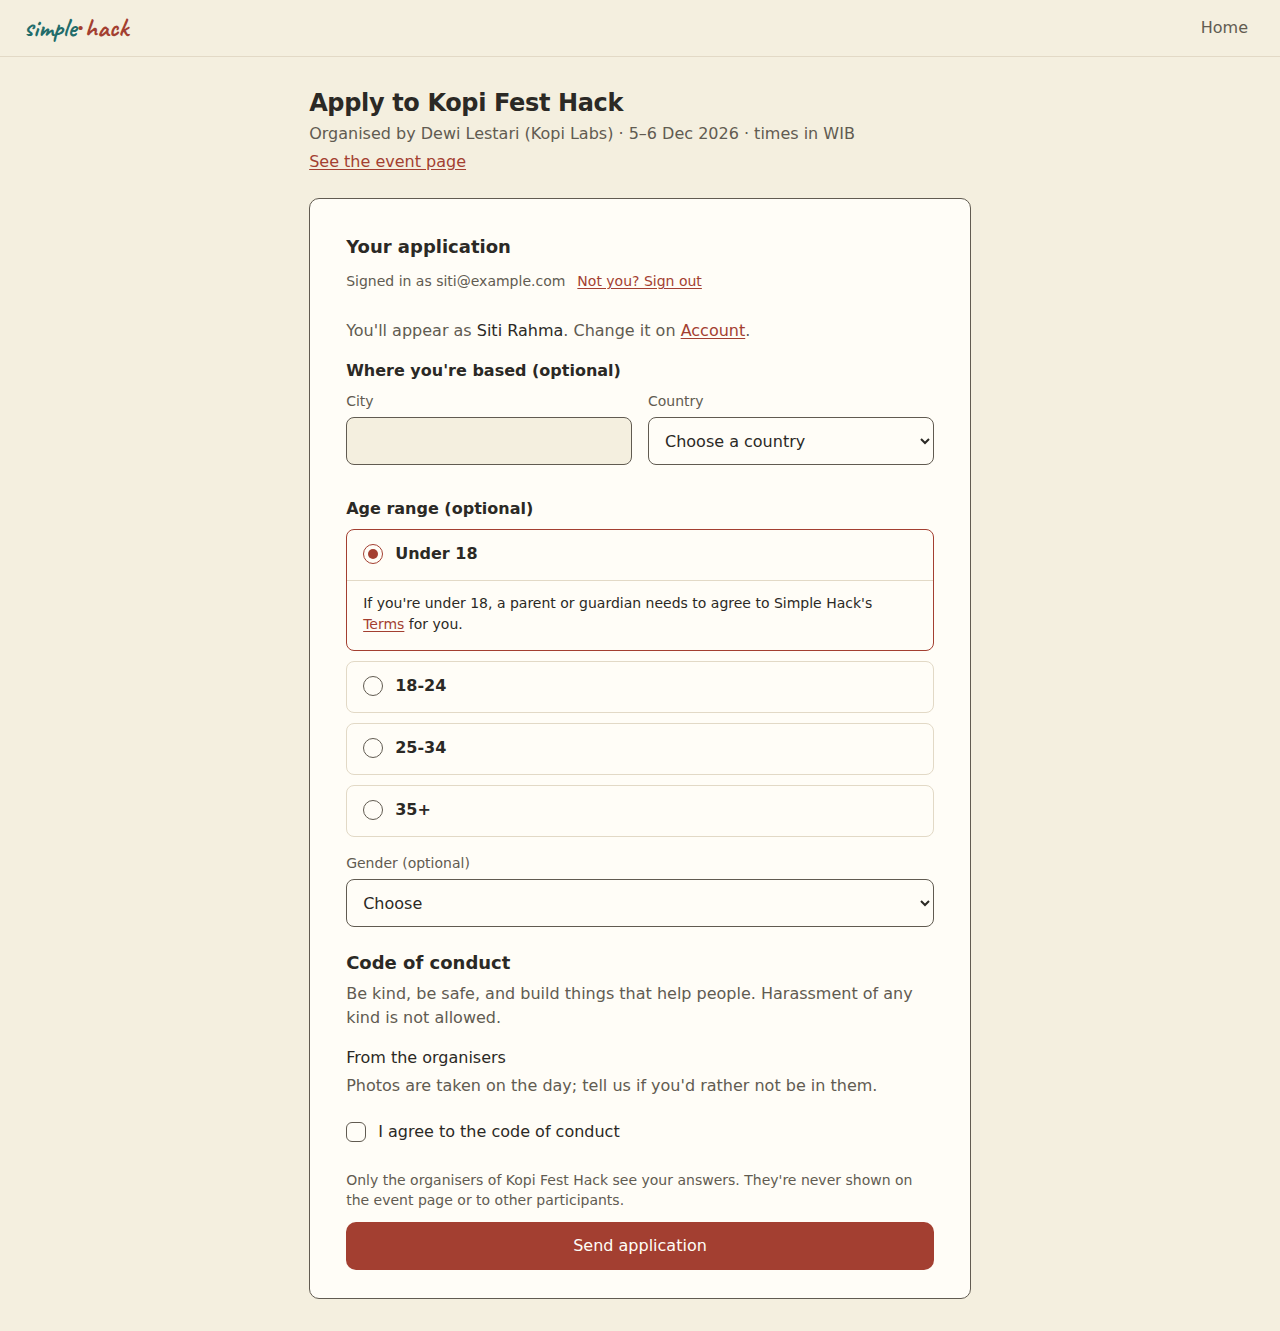 simple·hack
Home
Apply to Kopi Fest Hack
Organised by Dewi Lestari (Kopi Labs) · 5–6 Dec 2026 · times in WIB
See the event page
Your application
Signed in as siti@example.com Not you? Sign out
You'll appear as Siti Rahma. Change it on Account.
Where you're based (optional)
City
Country
Choose a country
Age range (optional)
Under 18
If you're under 18, a parent or guardian needs to agree to Simple Hack's
Terms for you.
18-24
25-34
35+
Gender (optional)
Choose
Code of conduct
Be kind, be safe, and build things that help people. Harassment of any
kind is not allowed.
From the organisers
Photos are taken on the day; tell us if you'd rather not be in them.
I agree to the code of conduct
Only the organisers of Kopi Fest Hack see your answers. They're never shown on
the event page or to other participants.
Send application